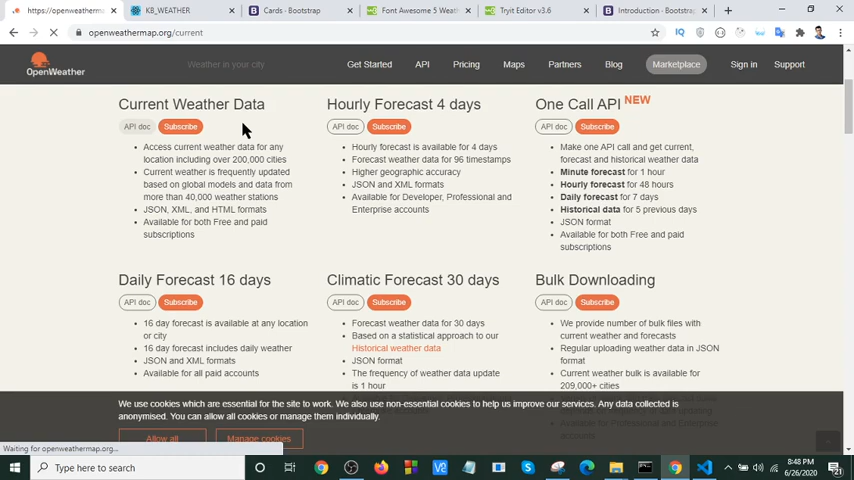 https://openweathermap.org/
KB_WEATHER
Cards · Bootstrap
Font Awesome 5 Weat
Tryit Editor v3.6
Introduction · Bootstrap
openweathermap.org/current
OpenWeather
Weather in your city
Get Started
API
Pricing
Maps
Partners
Blog
Marketplace
Sign in
Support
Current Weather Data
API doc
Subscribe
Access current weather data for any
location including over 200,000 cities
Current weather is frequently updated
based on global models and data from
more than 40,000 weather stations
JSON, XML, and HTML formats
Available for both Free and paid
subscriptions
Hourly Forecast 4 days
API doc
Subscribe
Hourly forecast is available for 4 days
Forecast weather data for 96 timestamps
Higher geographic accuracy
JSON and XML formats
Available for Developer, Professional and
Enterprise accounts
One Call API NEW
API doc
Subscribe
Make one API call and get current,
forecast and historical weather data
Minute forecast for 1 hour
Hourly forecast for 48 hours
Daily forecast for 7 days
Historical data for 5 previous days
JSON format
Available for both Free and paid
subscriptions
Daily Forecast 16 days
API doc
Subscribe
16 day forecast is available at any location
or city
16 day forecast includes daily weather
JSON and XML formats
Available for all paid accounts
Climatic Forecast 30 days
API doc
Subscribe
Forecast weather data for 30 days
Based on a statistical approach to our
Historical weather data
JSON format
The frequency of weather data update
is 1 hour
Bulk Downloading
API doc
Subscribe
We provide number of bulk files with
current weather and forecasts
Regular uploading weather data in JSON
format
Current weather bulk is available for
209,000+ cities
We use cookies which are essential for the site to work. We also use non-essential cookies to help us improve our services. Any data collected is
anonymised. You can allow all cookies or manage them individually.
Allow all
Manage cookies
Waiting for openweathermap.org...
Type here to search
8:48 PM
6/26/2020
21